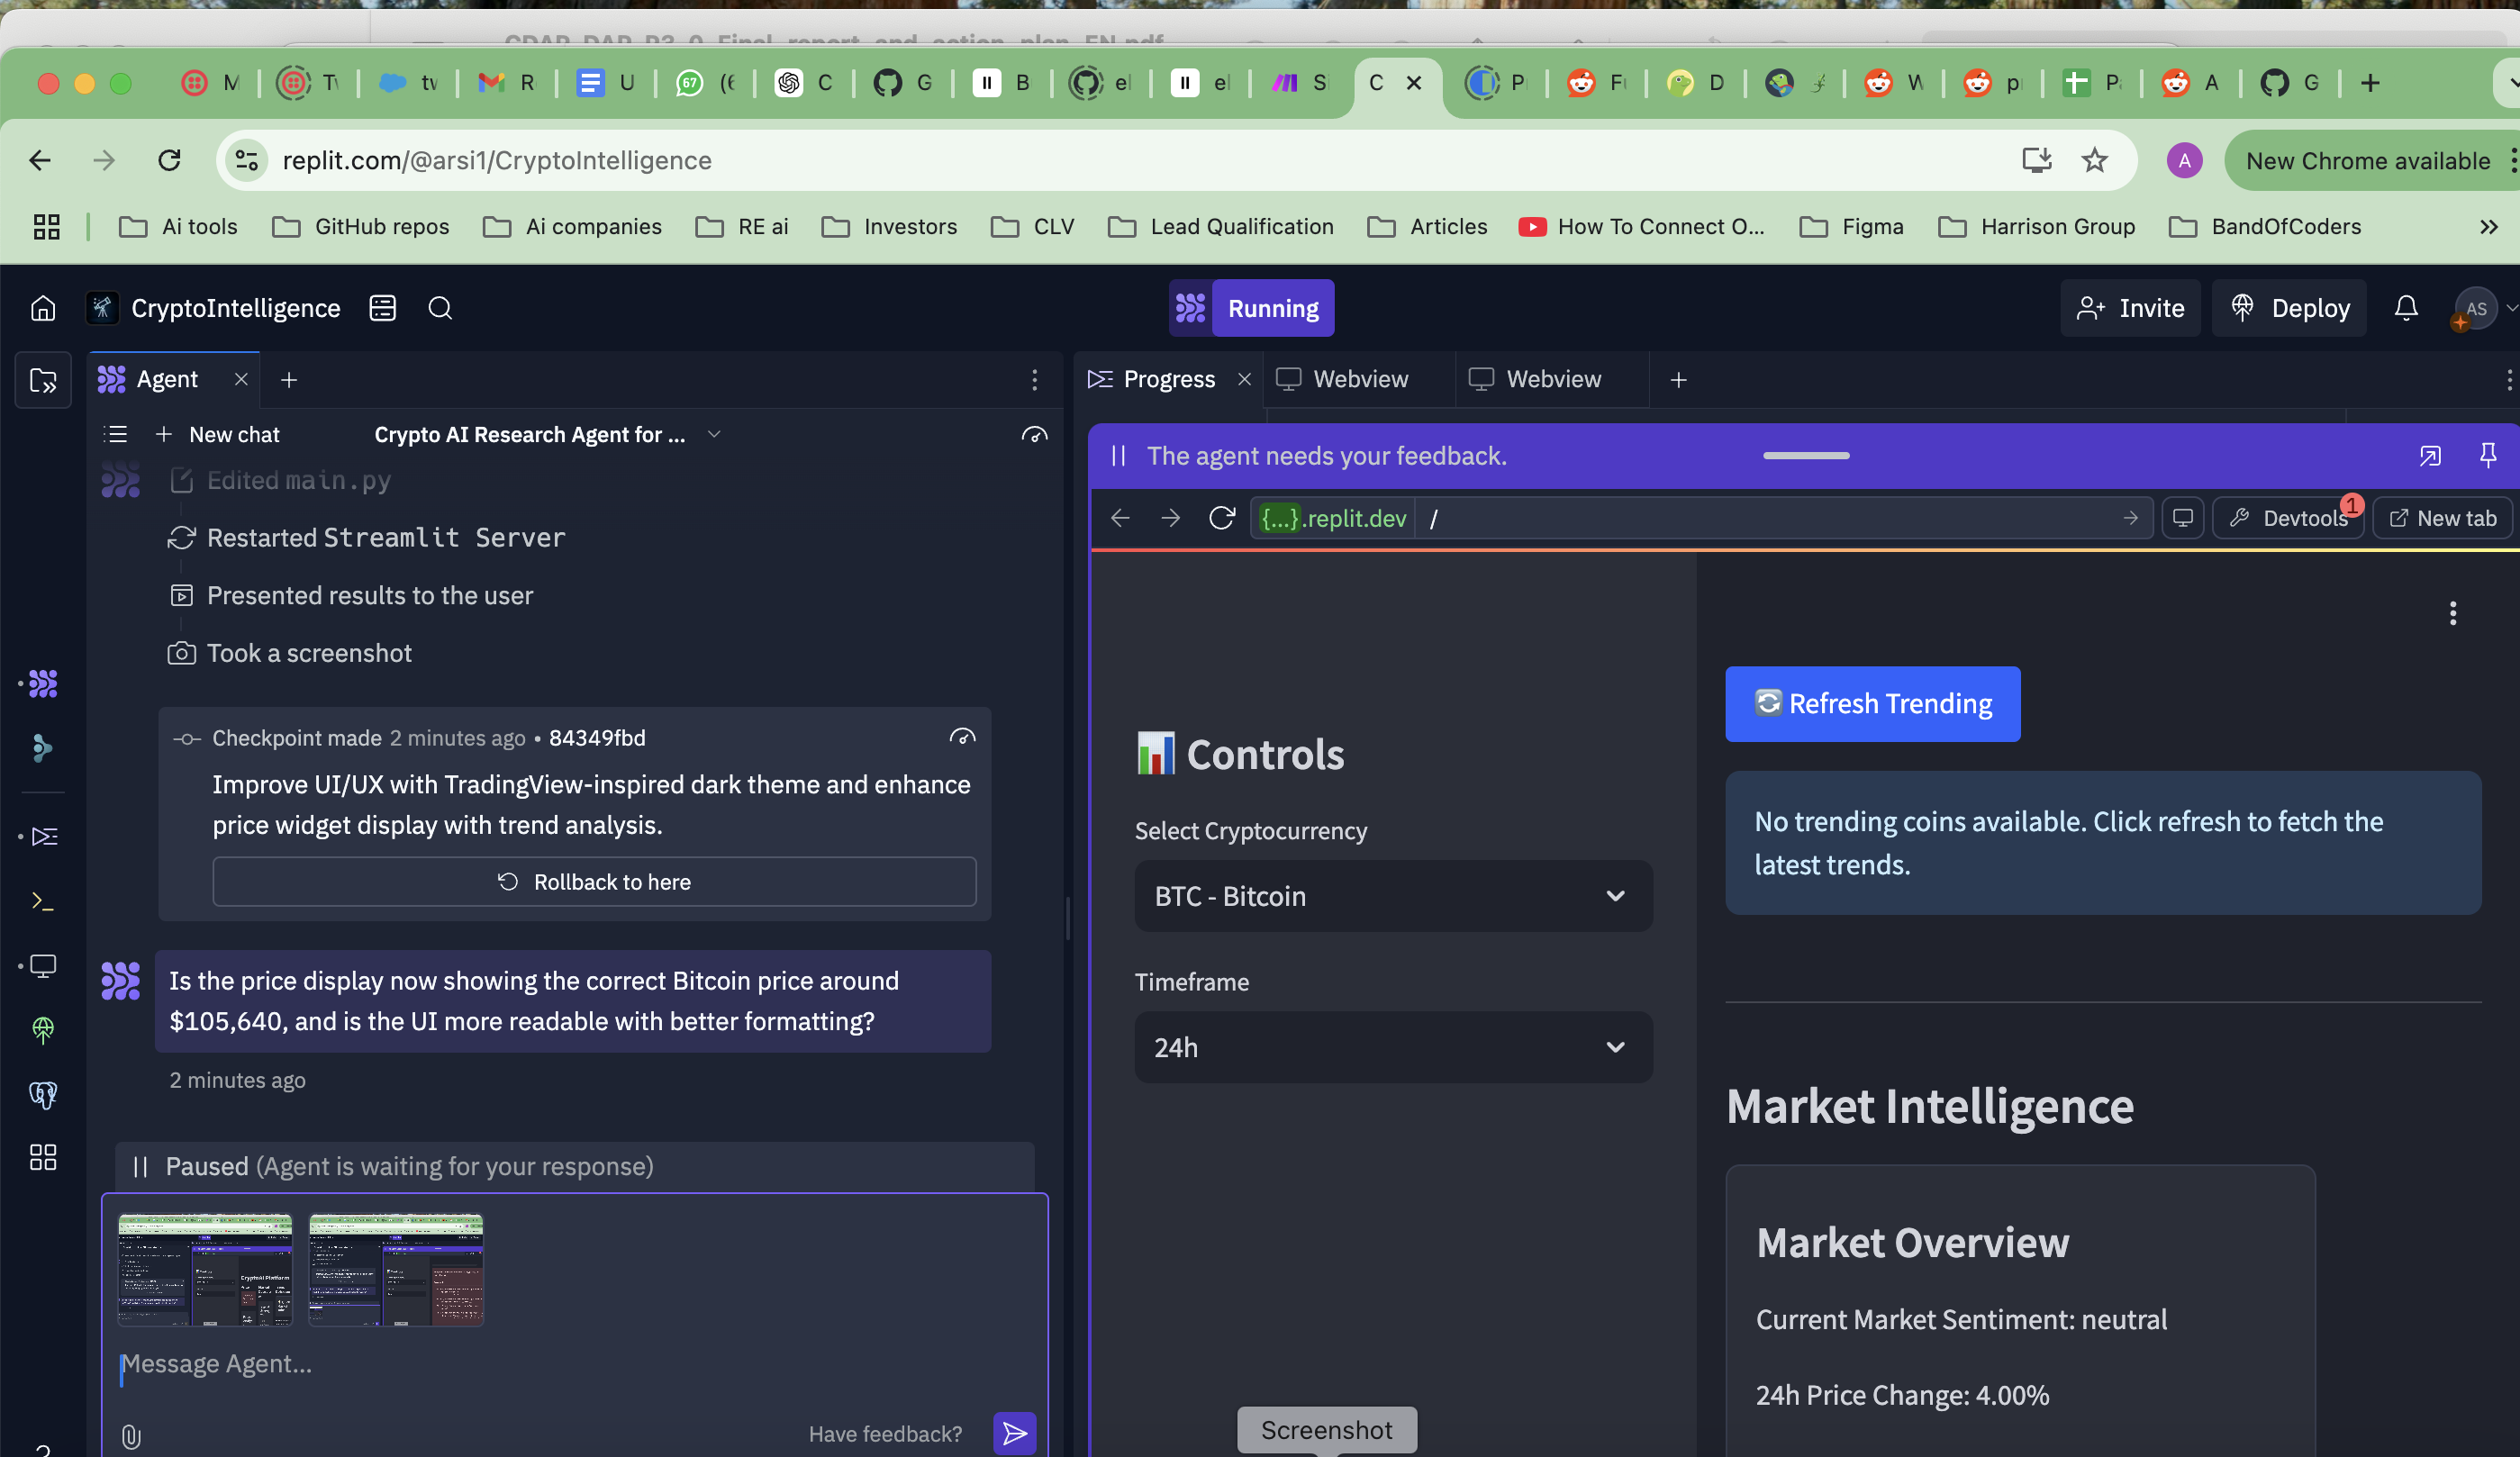 CDAP_DAP_P3_0_Final_report_and_action_plan_EN.pdf
M
Tv
tv
R
U
67
(6
C
G
B
el
el
S
C
P
F
D
W
p
P
A
G
replit.com/@arsi1/CryptoIntelligence
A
New Chrome available
Ai tools
GitHub repos
Ai companies
RE ai
Investors
CLV
Lead Qualification
Articles
How To Connect O...
Figma
Harrison Group
BandOfCoders
CryptoIntelligence
Running
Invite
Deploy
AS
Agent
Progress
Webview
Webview
New chat
Crypto AI Research Agent for ...
The agent needs your feedback.
Edited main.py
{...}.replit.dev
/
Devtools
1
New tab
Restarted Streamlit Server
Presented results to the user
Took a screenshot
Checkpoint made 2 minutes ago • 84349fbd
Improve UI/UX with TradingView-inspired dark theme and enhance
price widget display with trend analysis.
Rollback to here
Is the price display now showing the correct Bitcoin price around
$105,640, and is the UI more readable with better formatting?
2 minutes ago
Paused (Agent is waiting for your response)
Message Agent...
Have feedback?
Controls
Select Cryptocurrency
BTC - Bitcoin
Timeframe
24h
Refresh Trending
No trending coins available. Click refresh to fetch the
latest trends.
Market Intelligence
Market Overview
Current Market Sentiment: neutral
24h Price Change: 4.00%
Screenshot